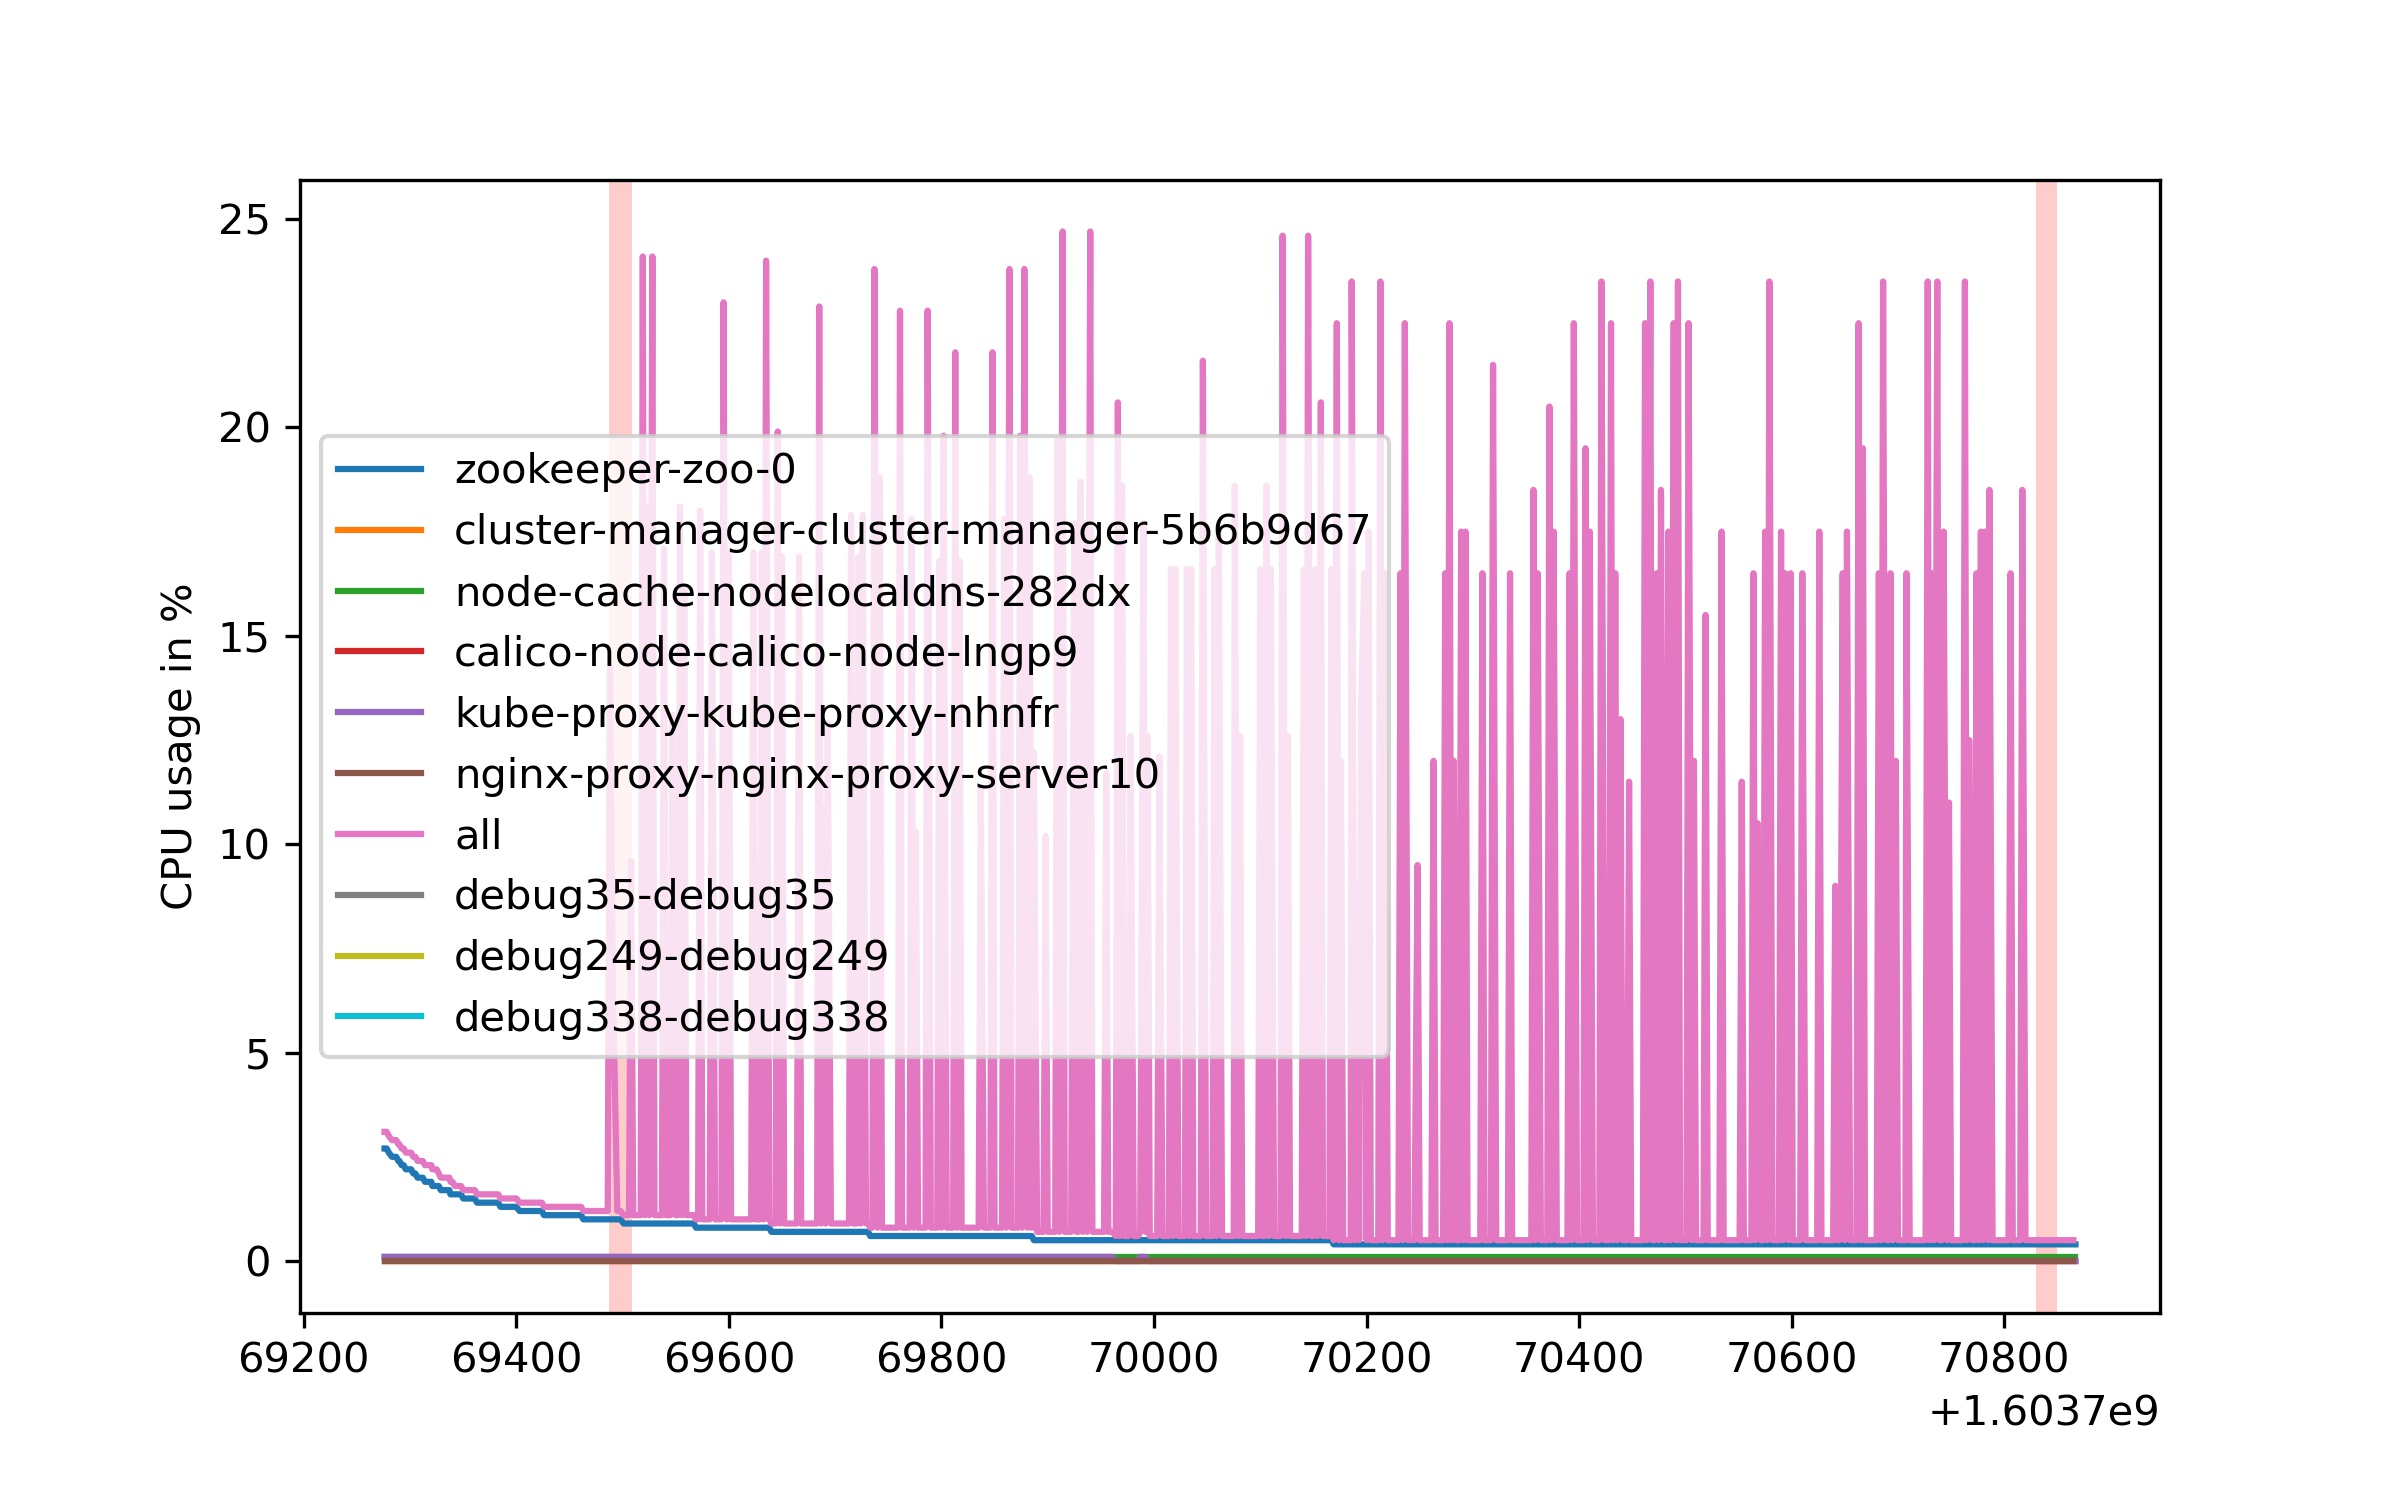 25
20
15
10
5
0
CPU usage in %
zookeeper-zoo-0
cluster-manager-cluster-manager-5b6b9d67
node-cache-nodelocaldns-282dx
calico-node-calico-node-lngp9
kube-proxy-kube-proxy-nhnfr
nginx-proxy-nginx-proxy-server10
all
debug35-debug35
debug249-debug249
debug338-debug338
69200 69400 69600 69800 70000 70200 70400 70600 70800
+1.6037e9